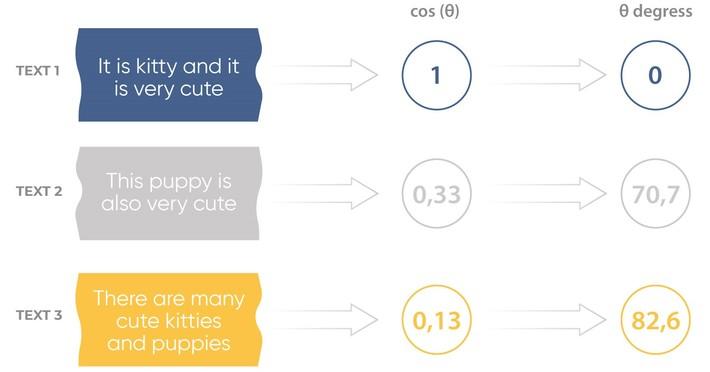 cos (θ)
θ degress
TEXT 1
It is kitty and it
is very cute
1
0
TEXT 2
This puppy is
also very cute
0,33
70,7
TEXT 3
There are many
cute kitties
and puppies
0,13
82,6